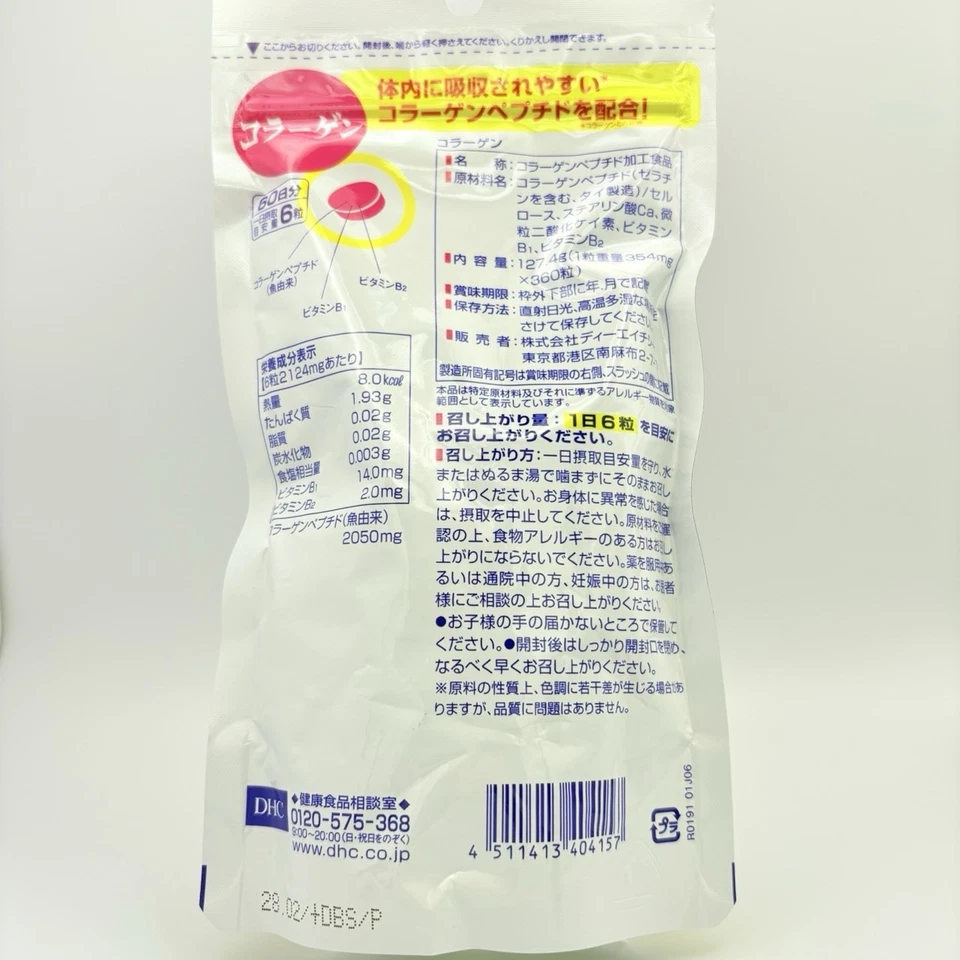 ▼ここからお切りください。開封後、端から軽く押さえてください。くりかえし開閉できます。
コラーゲン
体内に吸収されやすい*
コラーゲンペプチドを配合!
60日分
一日摂取
目安量6粒
コラーゲンペプチド
(魚由来)
ビタミンB₁
ビタミンB₂
栄養成分表示
【6粒2124mgあたり】
熱量 8.0kcal
たんぱく質 1.93g
脂質 0.02g
炭水化物 0.02g
食塩相当量 0.003g
ビタミンB₁ 14.0mg
ビタミンB₂ 2.0mg
コラーゲンペプチド(魚由来)
2050mg
コラーゲン
名 称:コラーゲンペプチド加工食品
原材料名:コラーゲンペプチド(ゼラチ
ンを含む、タイ製造)/セル
ロース、ステアリン酸Ca、微
粒二酸化ケイ素、ビタミン
B₁、ビタミンB₂
内 容 量:127.4g(1粒重量354mg
×360粒)
賞味期限:枠外下部に年.月で記載
保存方法:直射日光、高温多湿な場所を
さけて保存してください。
販 売 者:株式会社ディーエイチシー
東京都港区南麻布2-7-
製造所固有記号は賞味期限の右側、スラッシュの
本品は特定原材料及びそれに準ずるアレルギー物質を対象
範囲として表示しています。
召し上がり量:1日6粒を目安に
お召し上がりください。
召し上がり方:一日摂取目安量を守り、水
またはぬるま湯で噛まずにそのままお召し
上がりください。お身体に異常を感じた場合
は、摂取を中止してください。原材料をご確
認の上、食物アレルギーのある方はお召し
上がりにならないでください。薬を服用中あ
るいは通院中の方、妊娠中の方は、お医者
様にご相談の上お召し上がりください。
●お子様の手の届かないところで保管して
ください。●開封後はしっかり開封口を閉め、
なるべく早くお召し上がりください。
※原料の性質上、色調に若干差が生じる場合があ
りますが、品質に問題はありません。
DHC
◆健康食品相談室◆
0120-575-368
9:00~20:00(日・祝日をのぞく)
www.dhc.co.jp
4 511413 404157
プラ
R0191 01J06
28.02/+DBS/P